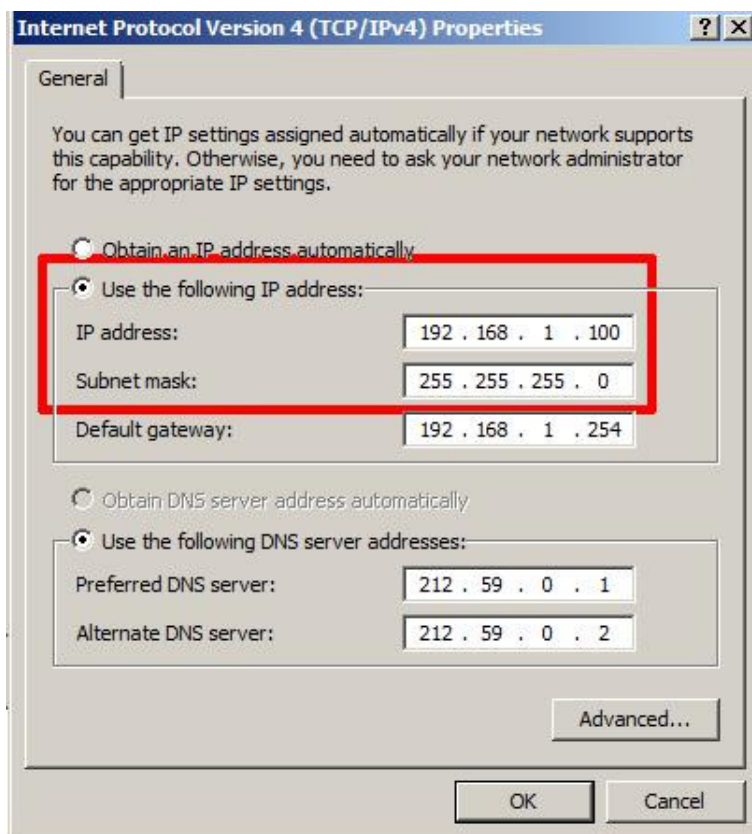 Internet Protocol Version 4 (TCP/IPv4) Properties
General
You can get IP settings assigned automatically if your network supports
this capability. Otherwise, you need to ask your network administrator
for the appropriate IP settings.
Obtain an IP address automatically
Use the following IP address:
IP address: 192 . 168 . 1 . 100
Subnet mask: 255 . 255 . 255 . 0
Default gateway: 192 . 168 . 1 . 254
Obtain DNS server address automatically
Use the following DNS server addresses:
Preferred DNS server: 212 . 59 . 0 . 1
Alternate DNS server: 212 . 59 . 0 . 2
Advanced...
OK Cancel